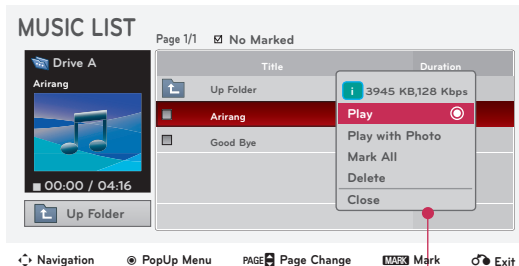 MUSIC LIST
Page 1/1 No Marked
Drive A
Arirang
00:00 / 04:16
Up Folder
Title Duration
Up Folder
Arirang
Good Bye
i 3945 KB,128 Kbps
Play
Play with Photo
Mark All
Delete
Close
Navigation PopUp Menu PAGE Page Change MARK Mark Exit